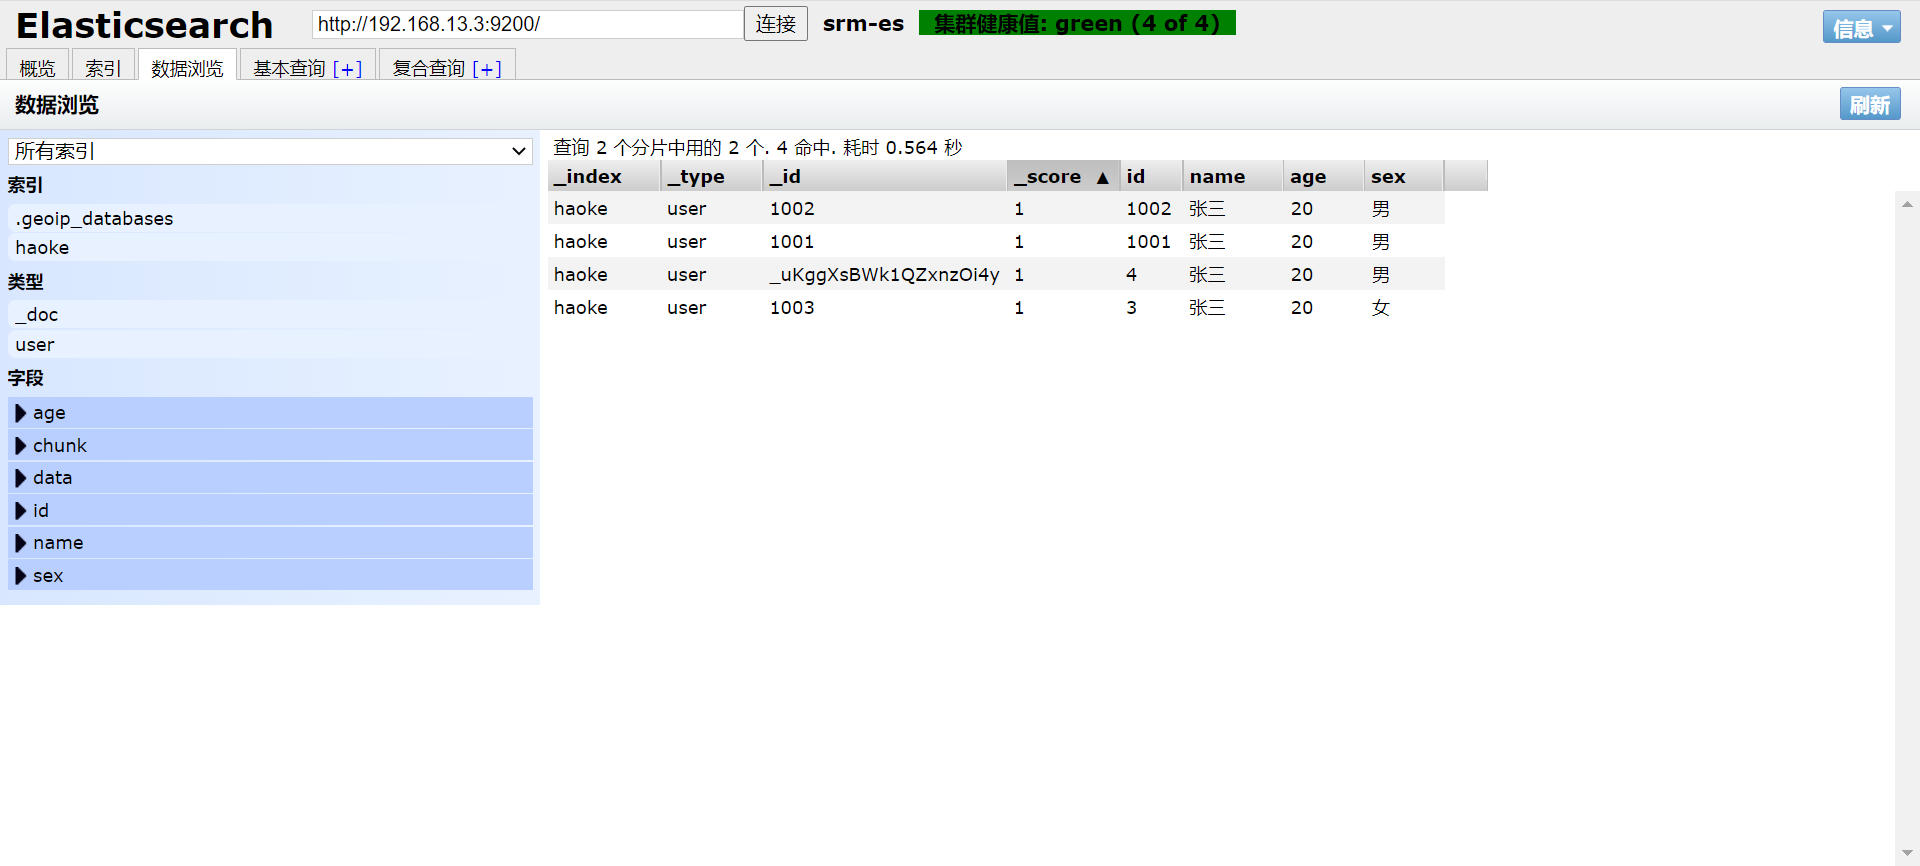 Elasticsearch http://192.168.13.3:9200/ 连接 srm-es 集群健康值: green (4 of 4) 信息
概览 索引 数据浏览 基本查询 [+] 复合查询 [+]
数据浏览 刷新
所有索引
索引
.geoip_databases
haoke
类型
_doc
user
字段
age
chunk
data
id
name
sex
查询 2 个分片中用的 2 个. 4 命中. 耗时 0.564 秒
_index _type _id _score ▲ id name age sex
haoke user 1002 1 1002 张三 20 男
haoke user 1001 1 1001 张三 20 男
haoke user _uKggXsBWk1QZxnzOi4y 1 4 张三 20 男
haoke user 1003 1 3 张三 20 女